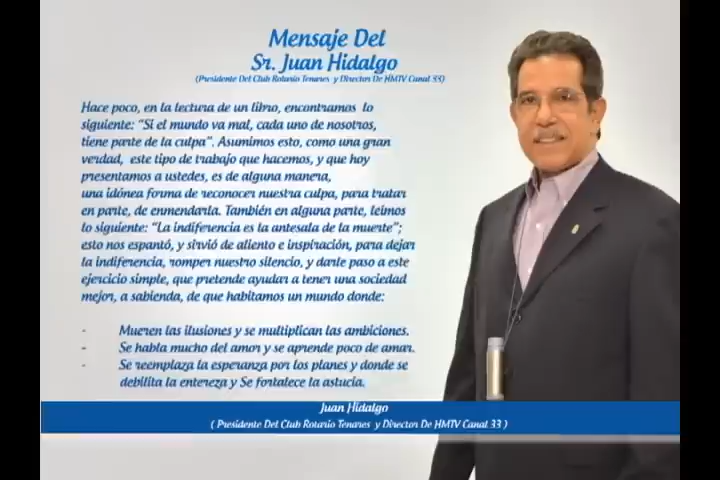 Mensaje Del
Sr. Juan Hidalgo
(Presidente Del Club Rotario Tenares y Director De HMTV Canal 33)
Hace poco, en la lectura de un libro, encontramos lo
siguiente: "Si el mundo va mal, cada uno de nosotros,
tiene parte de la culpa". Asumimos esto, como una gran
verdad, este tipo de trabajo que hacemos, y que hoy
presentamos a ustedes, es de alguna manera,
una idónea forma de reconocer nuestra culpa, para tratar
en parte, de enmendarla. También en alguna parte, leímos
lo siguiente: "La indiferencia es la antesala de la muerte";
esto nos espantó, y sirvió de aliento e inspiración, para dejar
la indiferencia, romper nuestro silencio, y darle paso a este
ejercicio simple, que pretende ayudar a tener una sociedad
mejor, a sabienda, de que habitamos un mundo donde:
- Mueren las ilusiones y se multiplican las ambiciones.
- Se habla mucho del amor y se aprende poco de amar.
- Se reemplaza la esperanza por los planes y donde se
debilita la entereza y Se fortalece la astucia.
Juan Hidalgo
( Presidente Del Club Rotario Tenares y Director De HMTV Canal 33 )